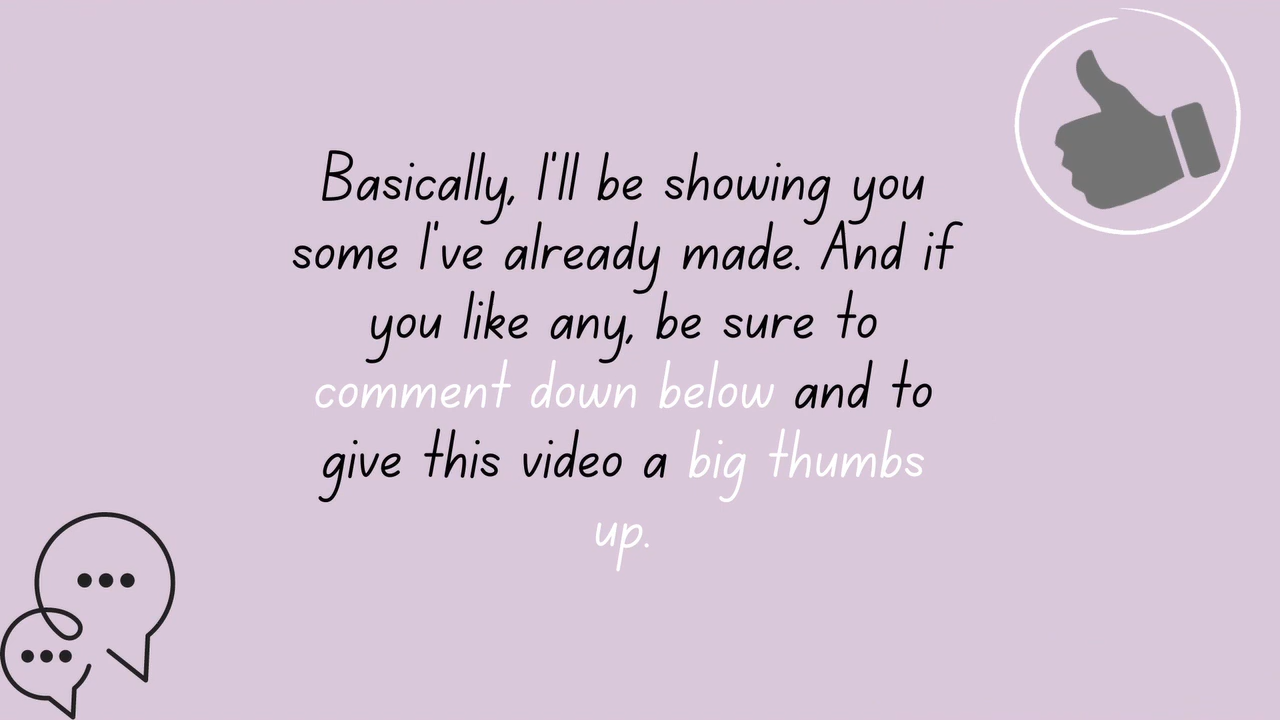 Basically, I'll be showing you
some I've already made. And if
you like any, be sure to
comment down below and to
give this video a big thumbs
up.